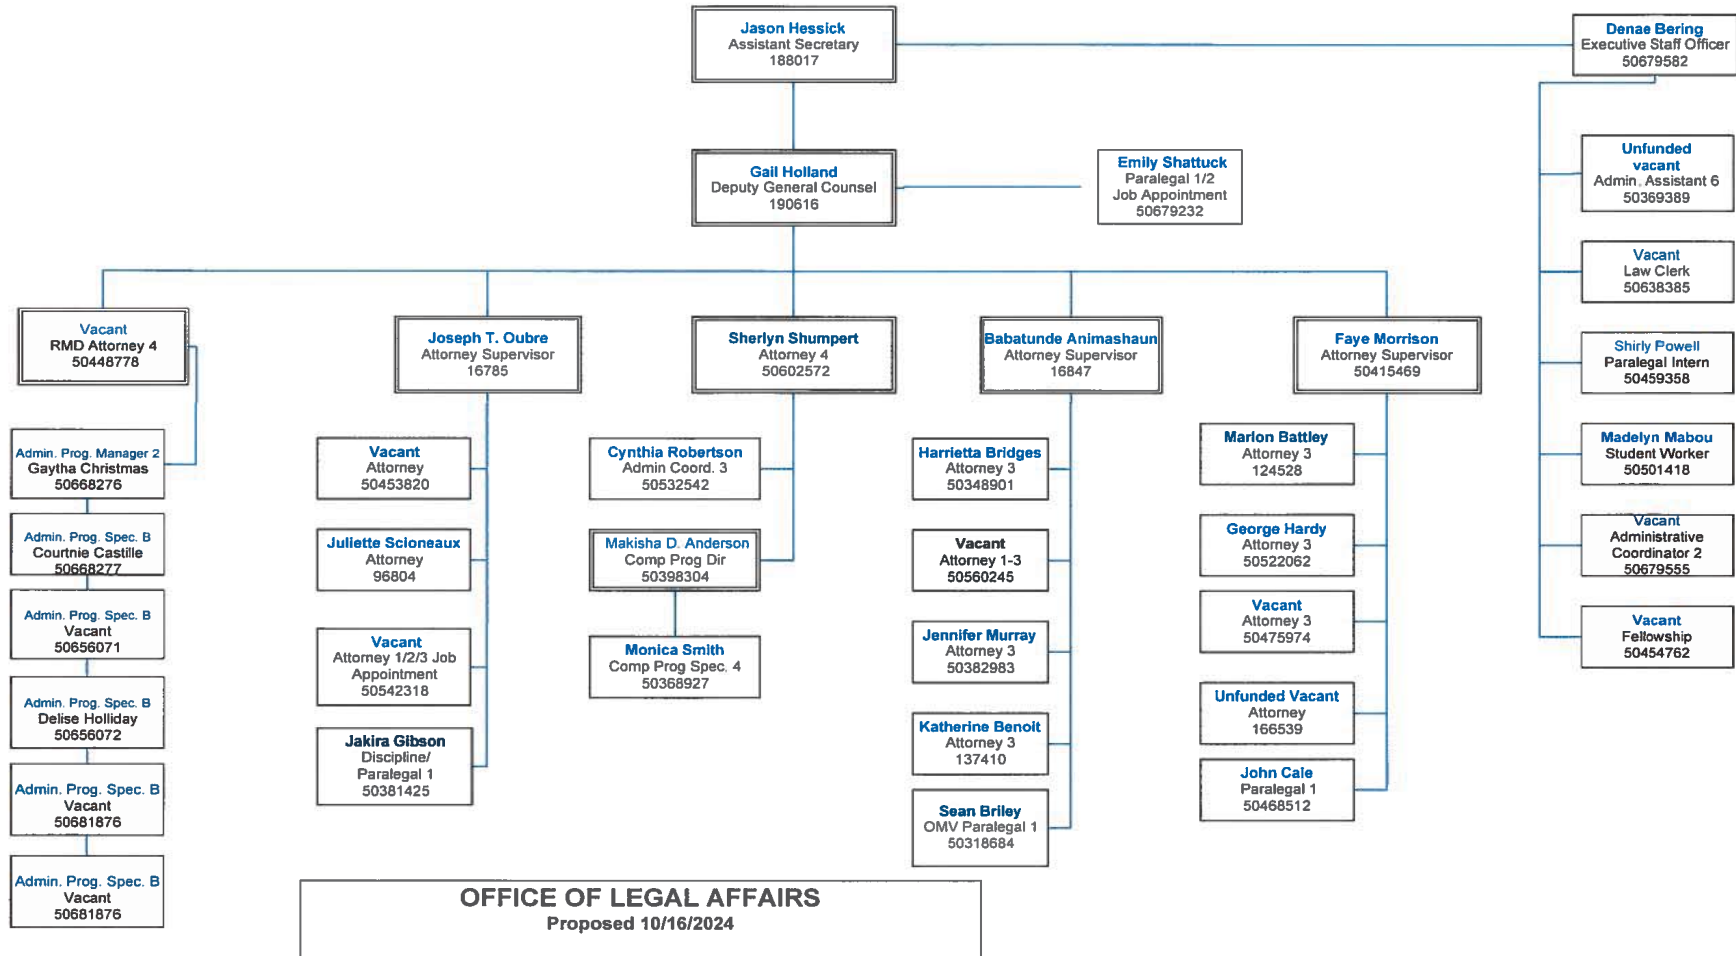 Jason Hessick
Assistant Secretary
188017
Denae Bering
Executive Staff Officer
50679582
Gail Holland
Deputy General Counsel
190616
Emily Shattuck
Paralegal 1/2
Job Appointment
50679232
Unfunded
vacant
Admin. Assistant 6
50369389
Vacant
Law Clerk
50638385
Shirly Powell
Paralegal Intern
50459358
Madelyn Mabou
Student Worker
50501418
Vacant
Administrative
Coordinator 2
50679555
Vacant
Fellowship
50454762
Vacant
RMD Attorney 4
50448778
Admin. Prog. Manager 2
Gaytha Christmas
50668276
Admin. Prog. Spec. B
Courtnie Castille
50668277
Admin. Prog. Spec. B
Vacant
50656071
Admin. Prog. Spec. B
Delise Holliday
50656072
Admin. Prog. Spec. B
Vacant
50681876
Admin. Prog. Spec. B
Vacant
50681876
Joseph T. Oubre
Attorney Supervisor
16785
Vacant
Attorney
50453820
Juliette Scioneaux
Attorney
96804
Vacant
Attorney 1/2/3 Job
Appointment
50542318
Jakira Gibson
Discipline/
Paralegal 1
50381425
Sherlyn Shumpert
Attorney 4
50602572
Cynthia Robertson
Admin Coord. 3
50532542
Makisha D. Anderson
Comp Prog Dir
50398304
Monica Smith
Comp Prog Spec. 4
50368927
Babatunde Animashaun
Attorney Supervisor
16847
Harrietta Bridges
Attorney 3
50348901
Vacant
Attorney 1-3
50560245
Jennifer Murray
Attorney 3
50382983
Katherine Benoit
Attorney 3
137410
Sean Briley
OMV Paralegal 1
50318684
Faye Morrison
Attorney Supervisor
50415469
Marlon Battley
Attorney 3
124528
George Hardy
Attorney 3
50522062
Vacant
Attorney 3
50475974
Unfunded Vacant
Attorney
166539
John Caie
Paralegal 1
50468512
OFFICE OF LEGAL AFFAIRS
Proposed 10/16/2024